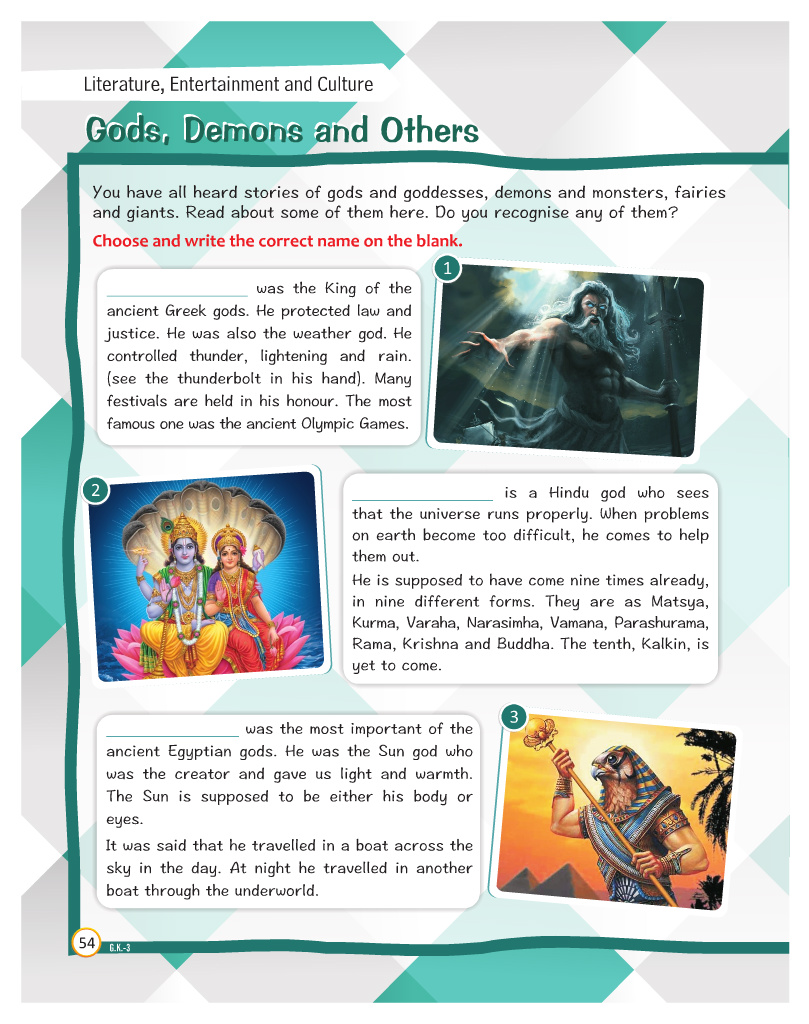 Literature, Entertainment and Culture
Gods, Demons and Others
You have all heard stories of gods and goddesses, demons and monsters, fairies
and giants. Read about some of them here. Do you recognise any of them?
Choose and write the correct name on the blank.
1
____________________ was the King of the
ancient Greek gods. He protected law and
justice. He was also the weather god. He
controlled thunder, lightening and rain.
(see the thunderbolt in his hand). Many
festivals are held in his honour. The most
famous one was the ancient Olympic Games.
2
____________________ is a Hindu god who sees
that the universe runs properly. When problems
on earth become too difficult, he comes to help
them out.
He is supposed to have come nine times already,
in nine different forms. They are as Matsya,
Kurma, Varaha, Narasimha, Vamana, Parashurama,
Rama, Krishna and Buddha. The tenth, Kalkin, is
yet to come.
3
____________________ was the most important of the
ancient Egyptian gods. He was the Sun god who
was the creator and gave us light and warmth.
The Sun is supposed to be either his body or
eyes.
It was said that he travelled in a boat across the
sky in the day. At night he travelled in another
boat through the underworld.
54
G.K.-3